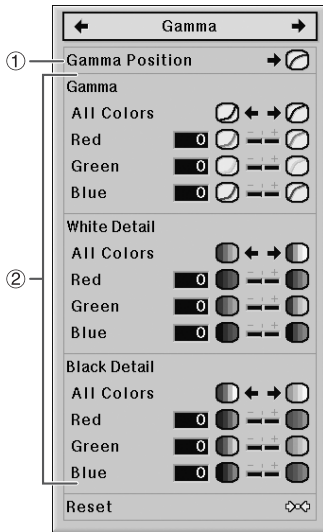 Gamma
① Gamma Position
②
Gamma
All Colors
Red 0 - +
Green 0 - +
Blue 0 - +
White Detail
All Colors
Red 0 - +
Green 0 - +
Blue 0 - +
Black Detail
All Colors
Red 0 - +
Green 0 - +
Blue 0 - +
Reset